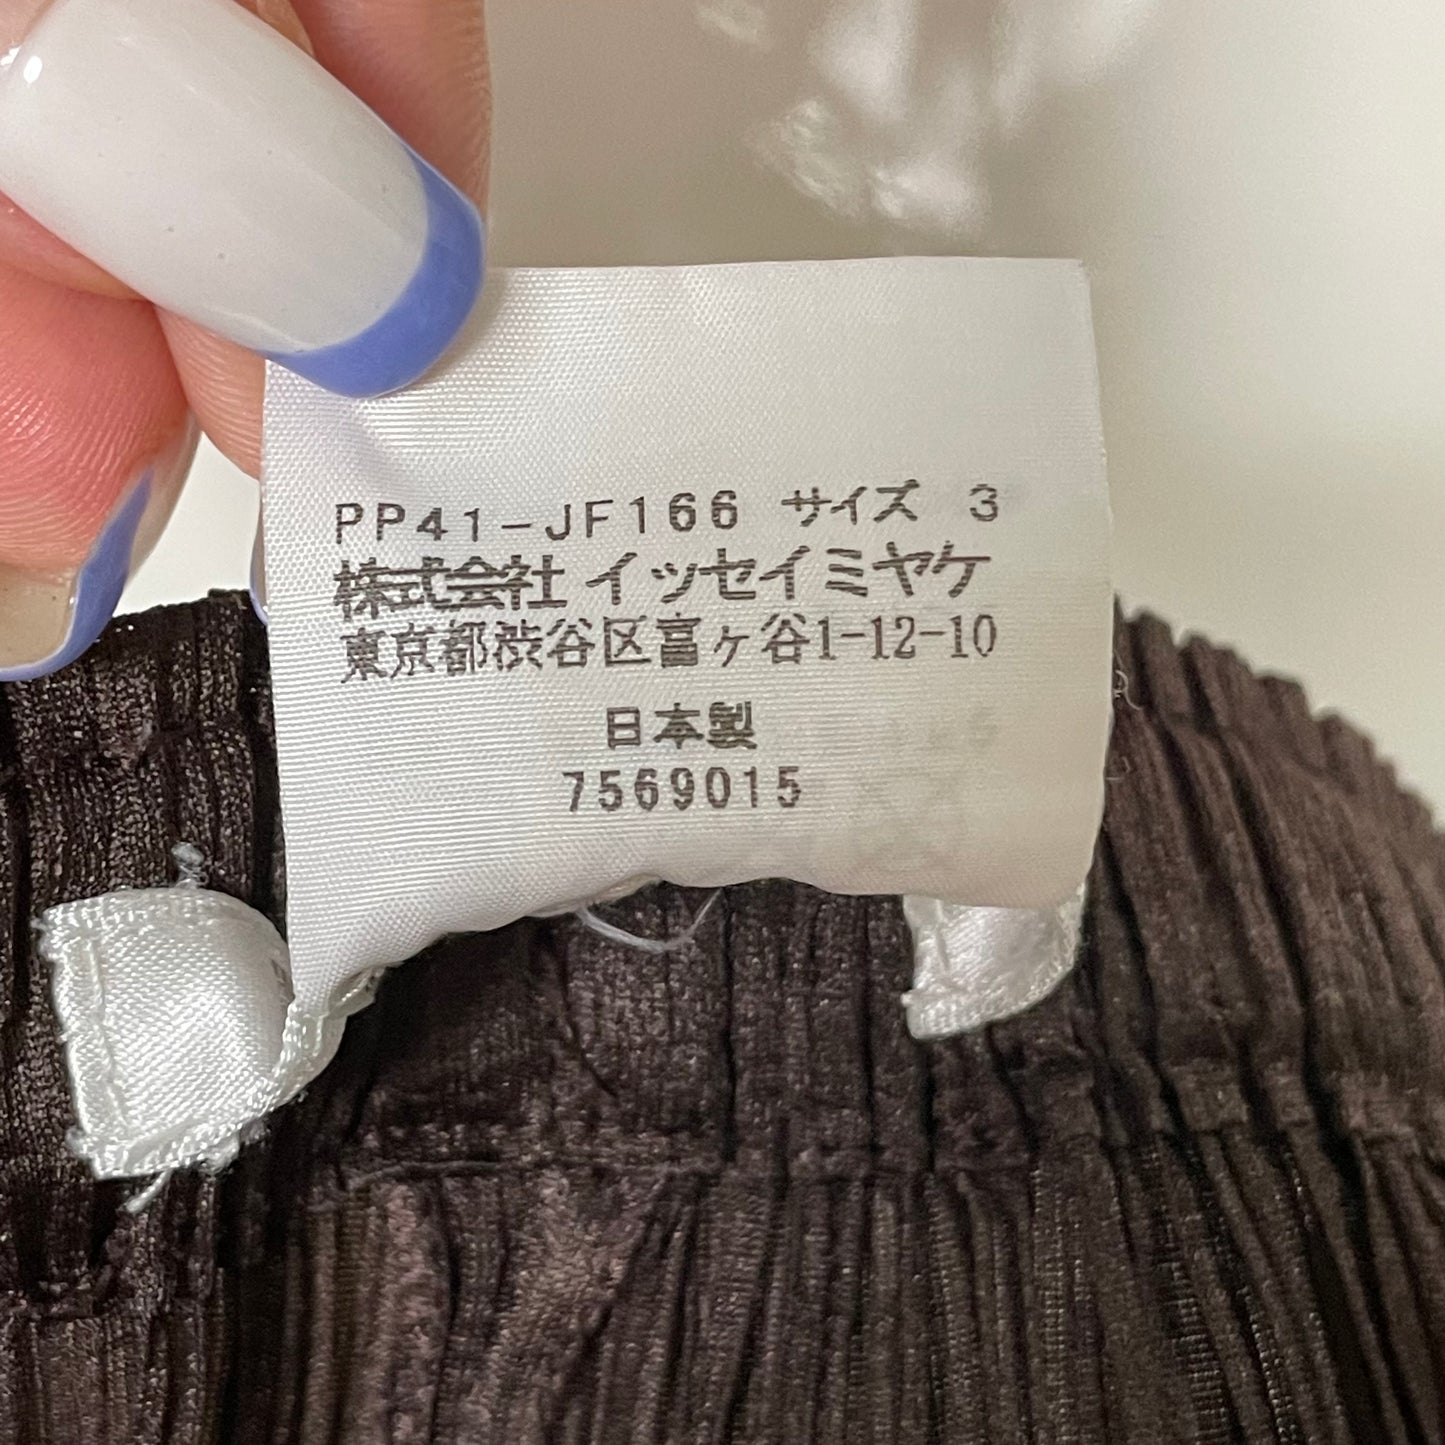 PP41-JF166 サイズ 3
株式会社 イッセイミヤケ
東京都渋谷区富ヶ谷1-12-10
日本製
7569015